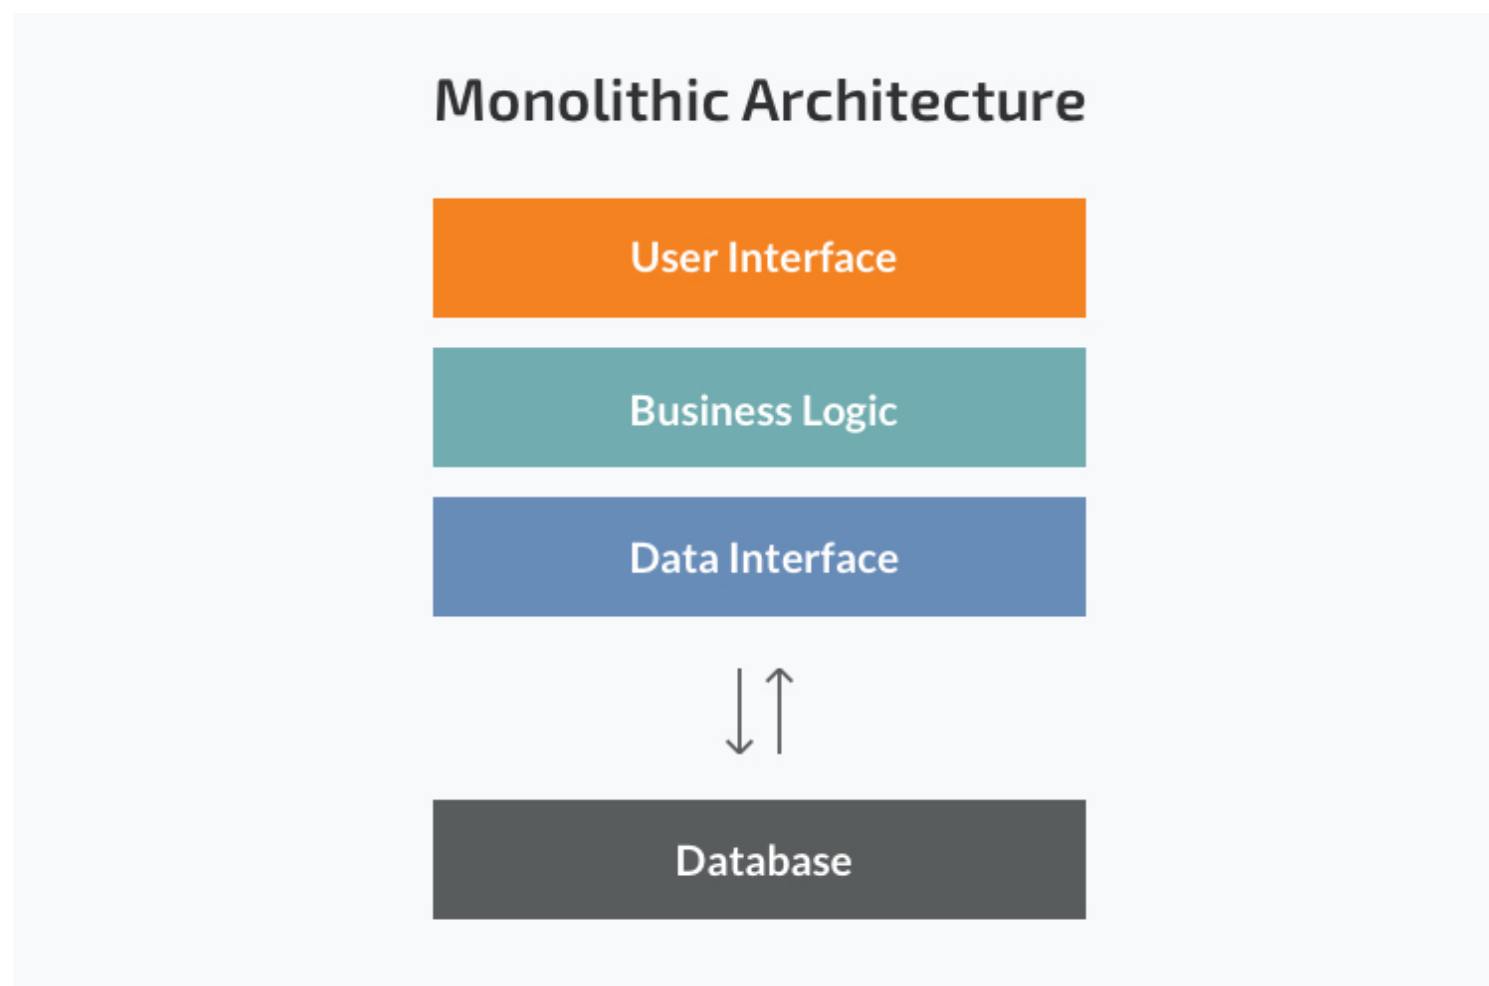 Monolithic Architecture
User Interface
Business Logic
Data Interface
Database